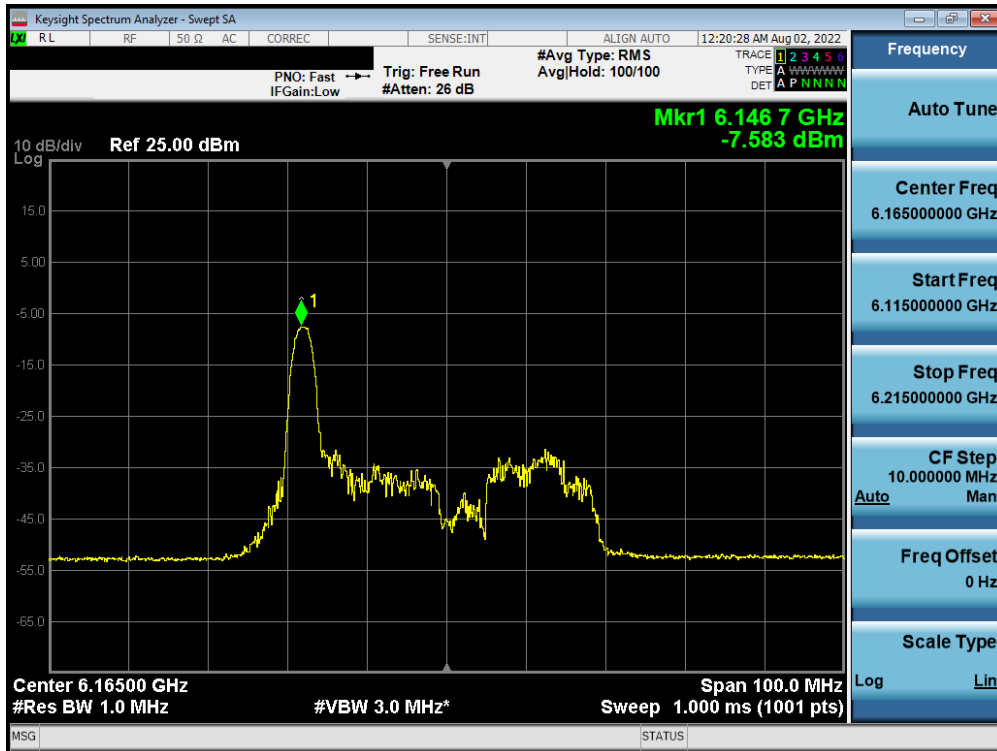 Keysight Spectrum Analyzer - Swept SA
LXI RL RF 50 Ω AC CORREC SENSE:INT ALIGN AUTO 12:20:28 AM Aug 02, 2022
#Avg Type: RMS TRACE 1 2 3 4 5 6
PNO: Fast Trig: Free Run Avg|Hold: 100/100 TYPE A WWWWW
IFGain:Low #Atten: 26 dB DET A P N N N N
Mkr1 6.146 7 GHz
-7.583 dBm
10 dB/div Ref 25.00 dBm
Log
15.0
5.00
1
-5.00
-15.0
-25.0
-35.0
-45.0
-55.0
-65.0
Center 6.16500 GHz Span 100.0 MHz
#Res BW 1.0 MHz #VBW 3.0 MHz* Sweep 1.000 ms (1001 pts)
MSG STATUS
Frequency
Auto Tune
Center Freq
6.165000000 GHz
Start Freq
6.115000000 GHz
Stop Freq
6.215000000 GHz
CF Step
10.000000 MHz
Auto Man
Freq Offset
0 Hz
Scale Type
Log Lin